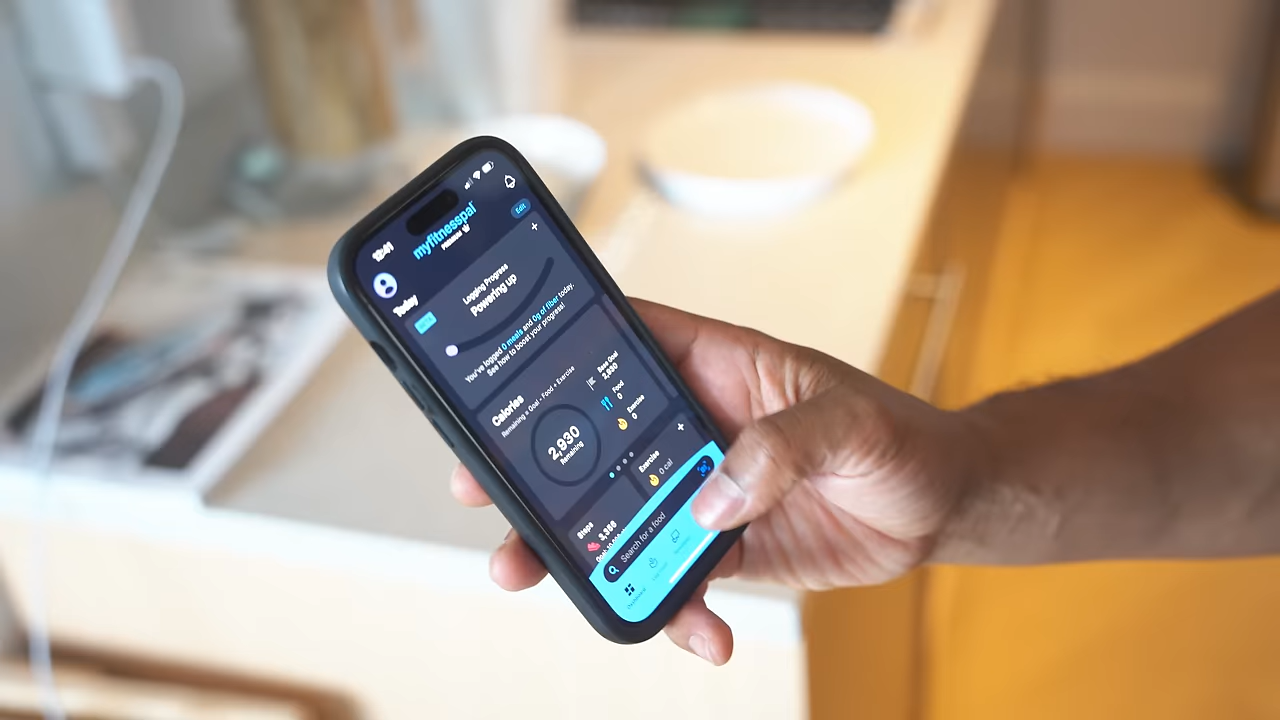 12:41
myfitnesspal
PREMIUM
Edit
Today
BETA
Logging Progress
Powering up
You've logged 0 meals and 0g of fiber today.
See how to boost your progress!
Calories
Remaining = Goal - Food + Exercise
2,930
Remaining
Base Goal
2,930
Food
0
Exercise
0
Steps
Exercise
0 cal
Search for a food
Dashboard